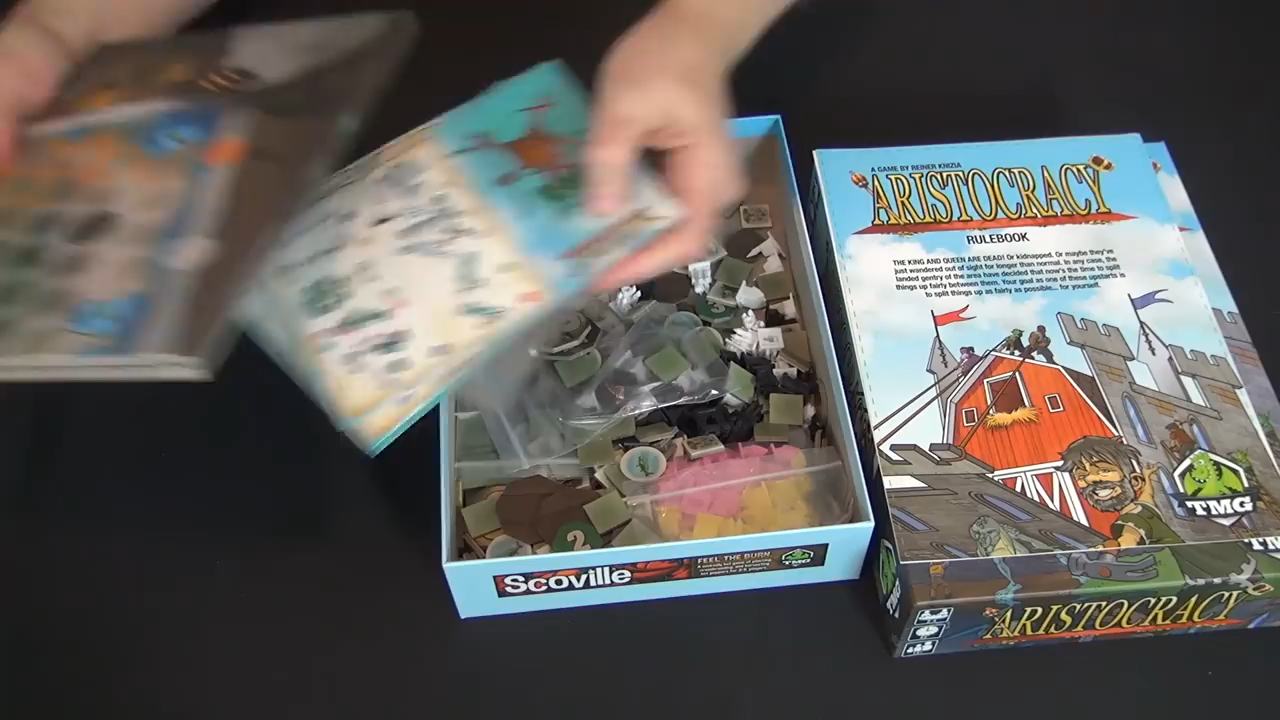 A GAME BY REINER KNIZIA
ARISTOCRACY
RULEBOOK
THE KING AND QUEEN ARE DEAD! Or kidnapped. Or maybe they've
just wandered out of sight for longer than normal. In any case, the
landed gentry of the area have decided that now's the time to split
things up fairly between them. Your goal as one of these upstarts is
to split things up as fairly as possible... for yourself.
TMG
ARISTOCRACY
TMG
Scoville
FEEL THE BURN
TMG
2
3